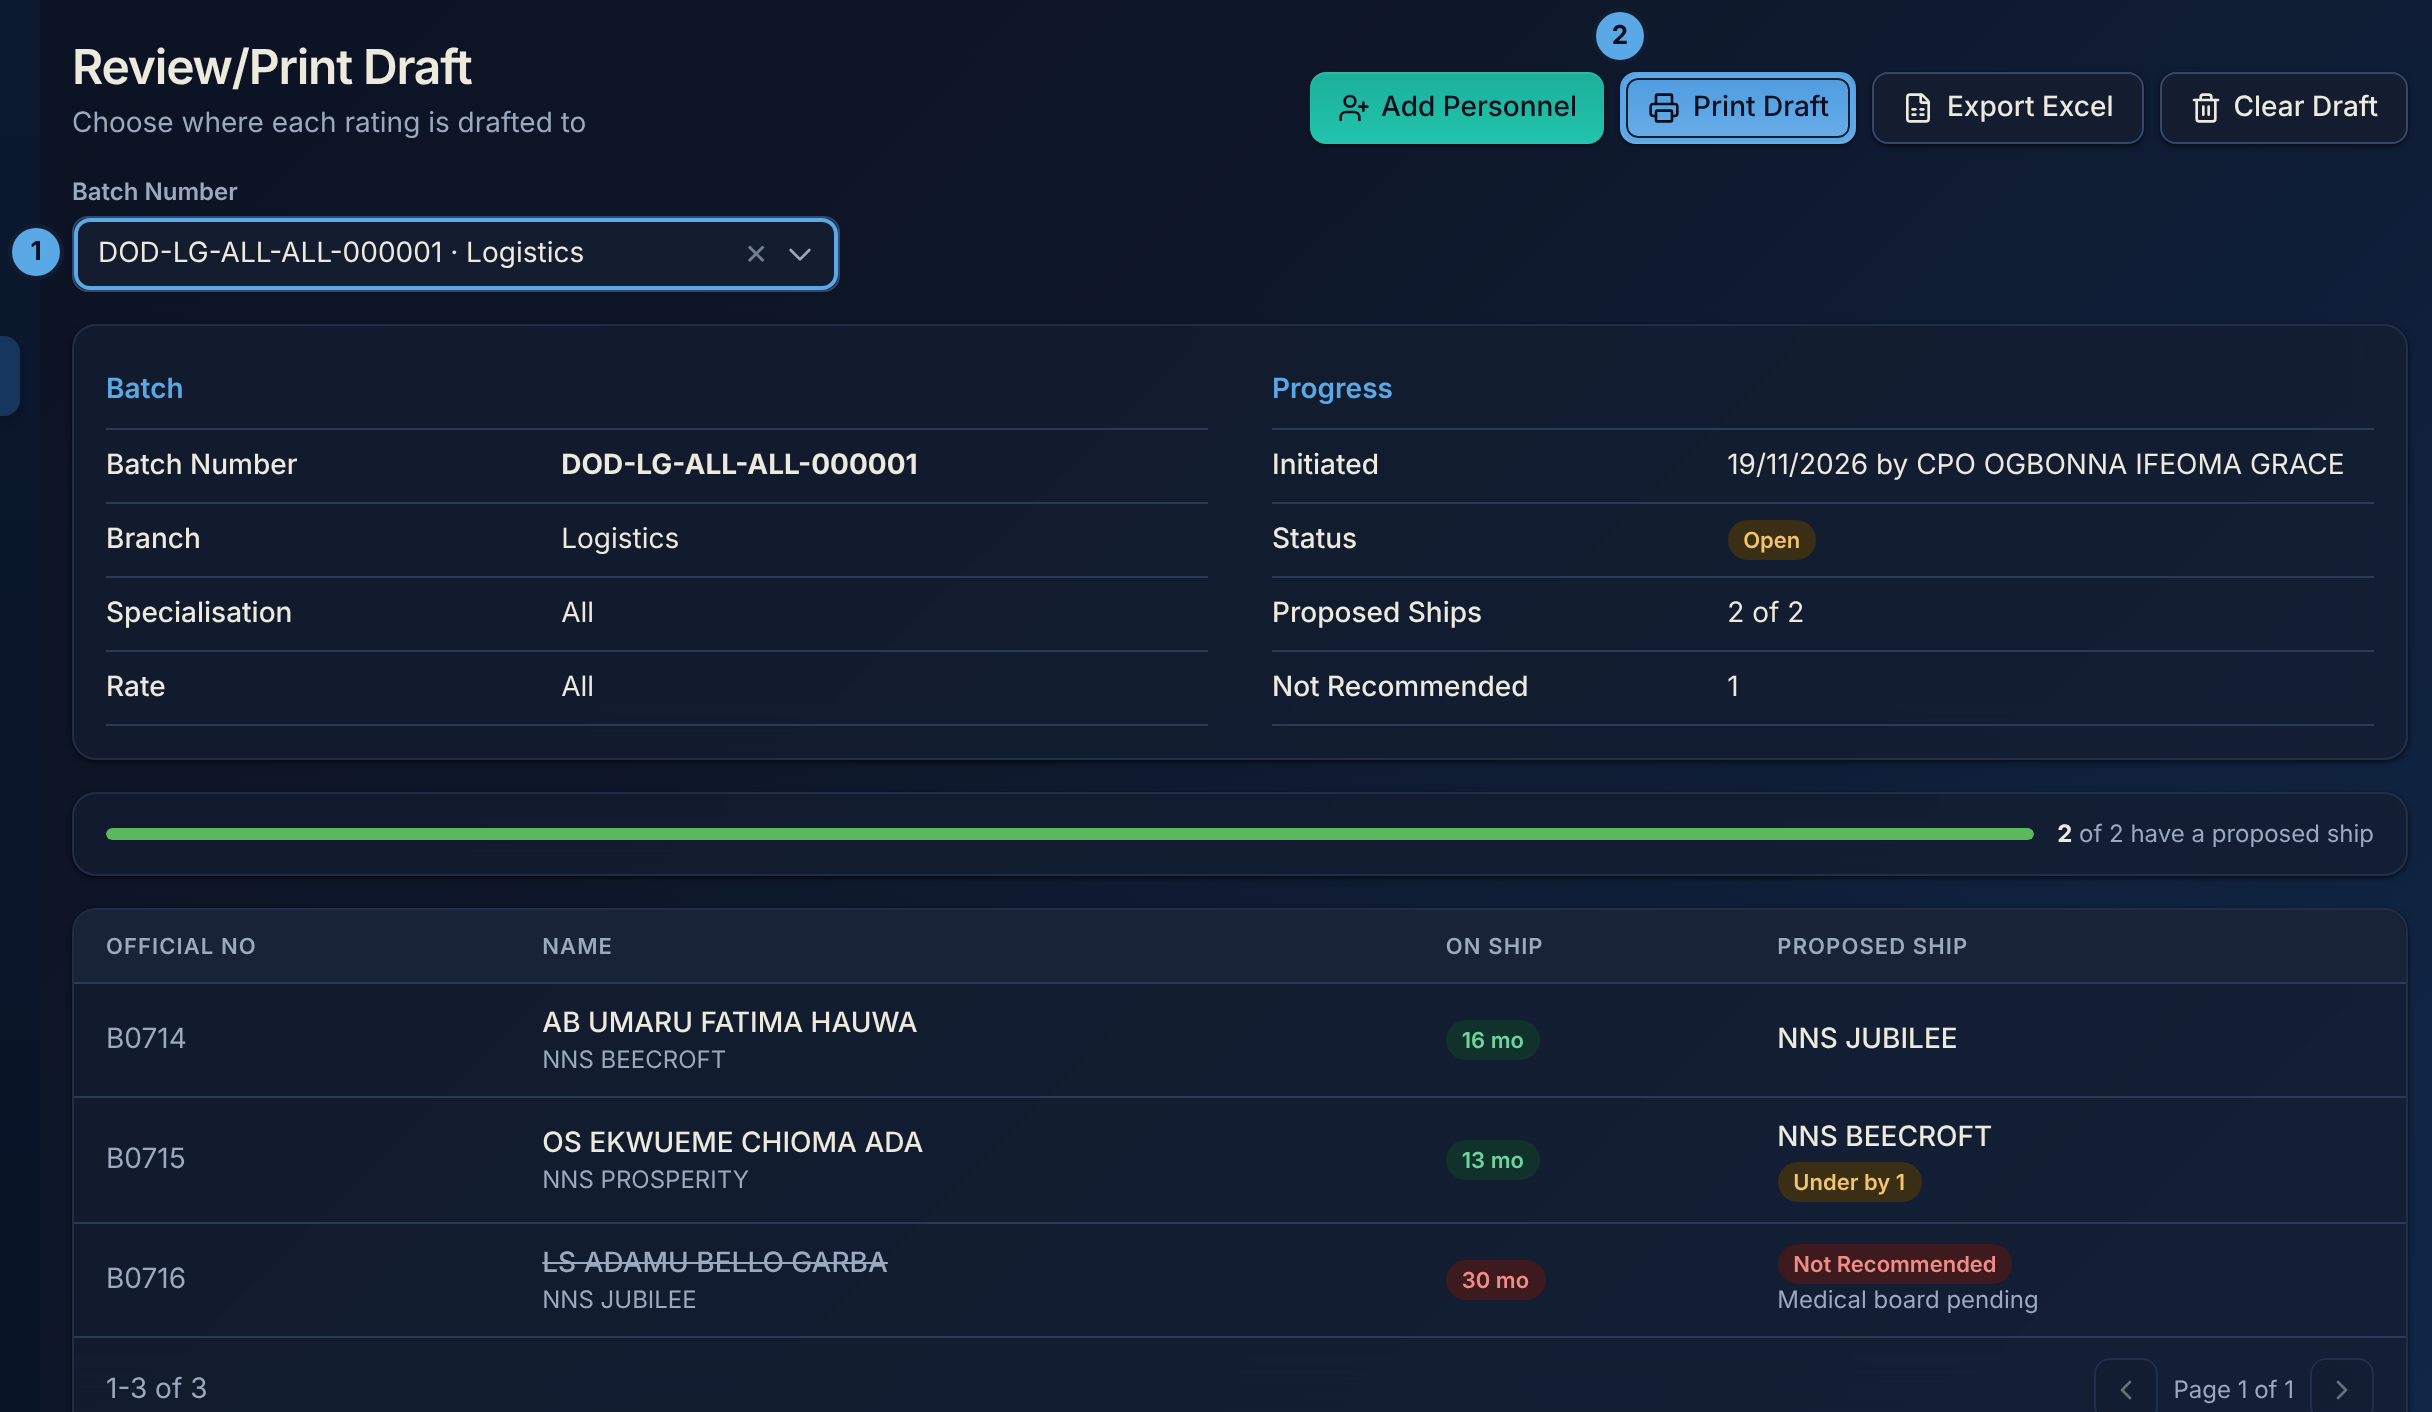 2
Review/Print Draft
Choose where each rating is drafted to
Add Personnel
Print Draft
Export Excel
Clear Draft
Batch Number
1
DOD-LG-ALL-ALL-000001 · Logistics
Batch
Batch Number DOD-LG-ALL-ALL-000001
Branch Logistics
Specialisation All
Rate All
Progress
Initiated 19/11/2026 by CPO OGBONNA IFEOMA GRACE
Status Open
Proposed Ships 2 of 2
Not Recommended 1
2 of 2 have a proposed ship
OFFICIAL NO NAME ON SHIP PROPOSED SHIP
B0714 AB UMARU FATIMA HAUWA 16 mo NNS JUBILEE
NNS BEECROFT
B0715 OS EKWUEME CHIOMA ADA 13 mo NNS BEECROFT
NNS PROSPERITY Under by 1
B0716 LS ADAMU BELLO GARBA 30 mo Not Recommended
NNS JUBILEE Medical board pending
1-3 of 3 Page 1 of 1